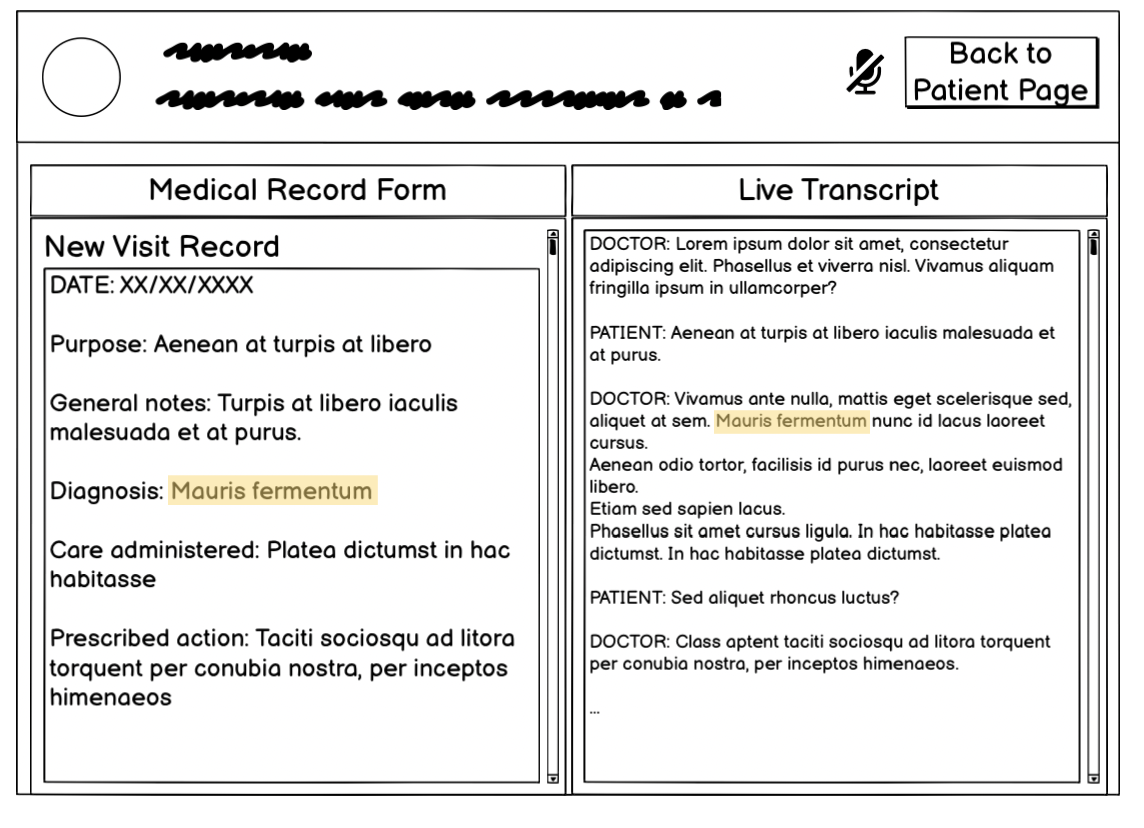 Back to
Patient Page
Medical Record Form
New Visit Record
DATE: XX/XX/XXXX
Purpose: Aenean at turpis at libero
General notes: Turpis at libero iaculis
malesuada et at purus.
Diagnosis: Mauris fermentum
Care administered: Platea dictumst in hac
habitasse
Prescribed action: Taciti sociosqu ad litora
torquent per conubia nostra, per inceptos
himenaeos
Live Transcript
DOCTOR: Lorem ipsum dolor sit amet, consectetur
adipiscing elit. Phasellus et viverra nisl. Vivamus aliquam
fringilla ipsum in ullamcorper?
PATIENT: Aenean at turpis at libero iaculis malesuada et
at purus.
DOCTOR: Vivamus ante nulla, mattis eget scelerisque sed,
aliquet at sem. Mauris fermentum nunc id lacus laoreet
cursus.
Aenean odio tortor, facilisis id purus nec, laoreet euismod
libero.
Etiam sed sapien lacus.
Phasellus sit amet cursus ligula. In hac habitasse platea
dictumst. In hac habitasse platea dictumst.
PATIENT: Sed aliquet rhoncus luctus?
DOCTOR: Class aptent taciti sociosqu ad litora torquent
per conubia nostra, per inceptos himenaeos.
...